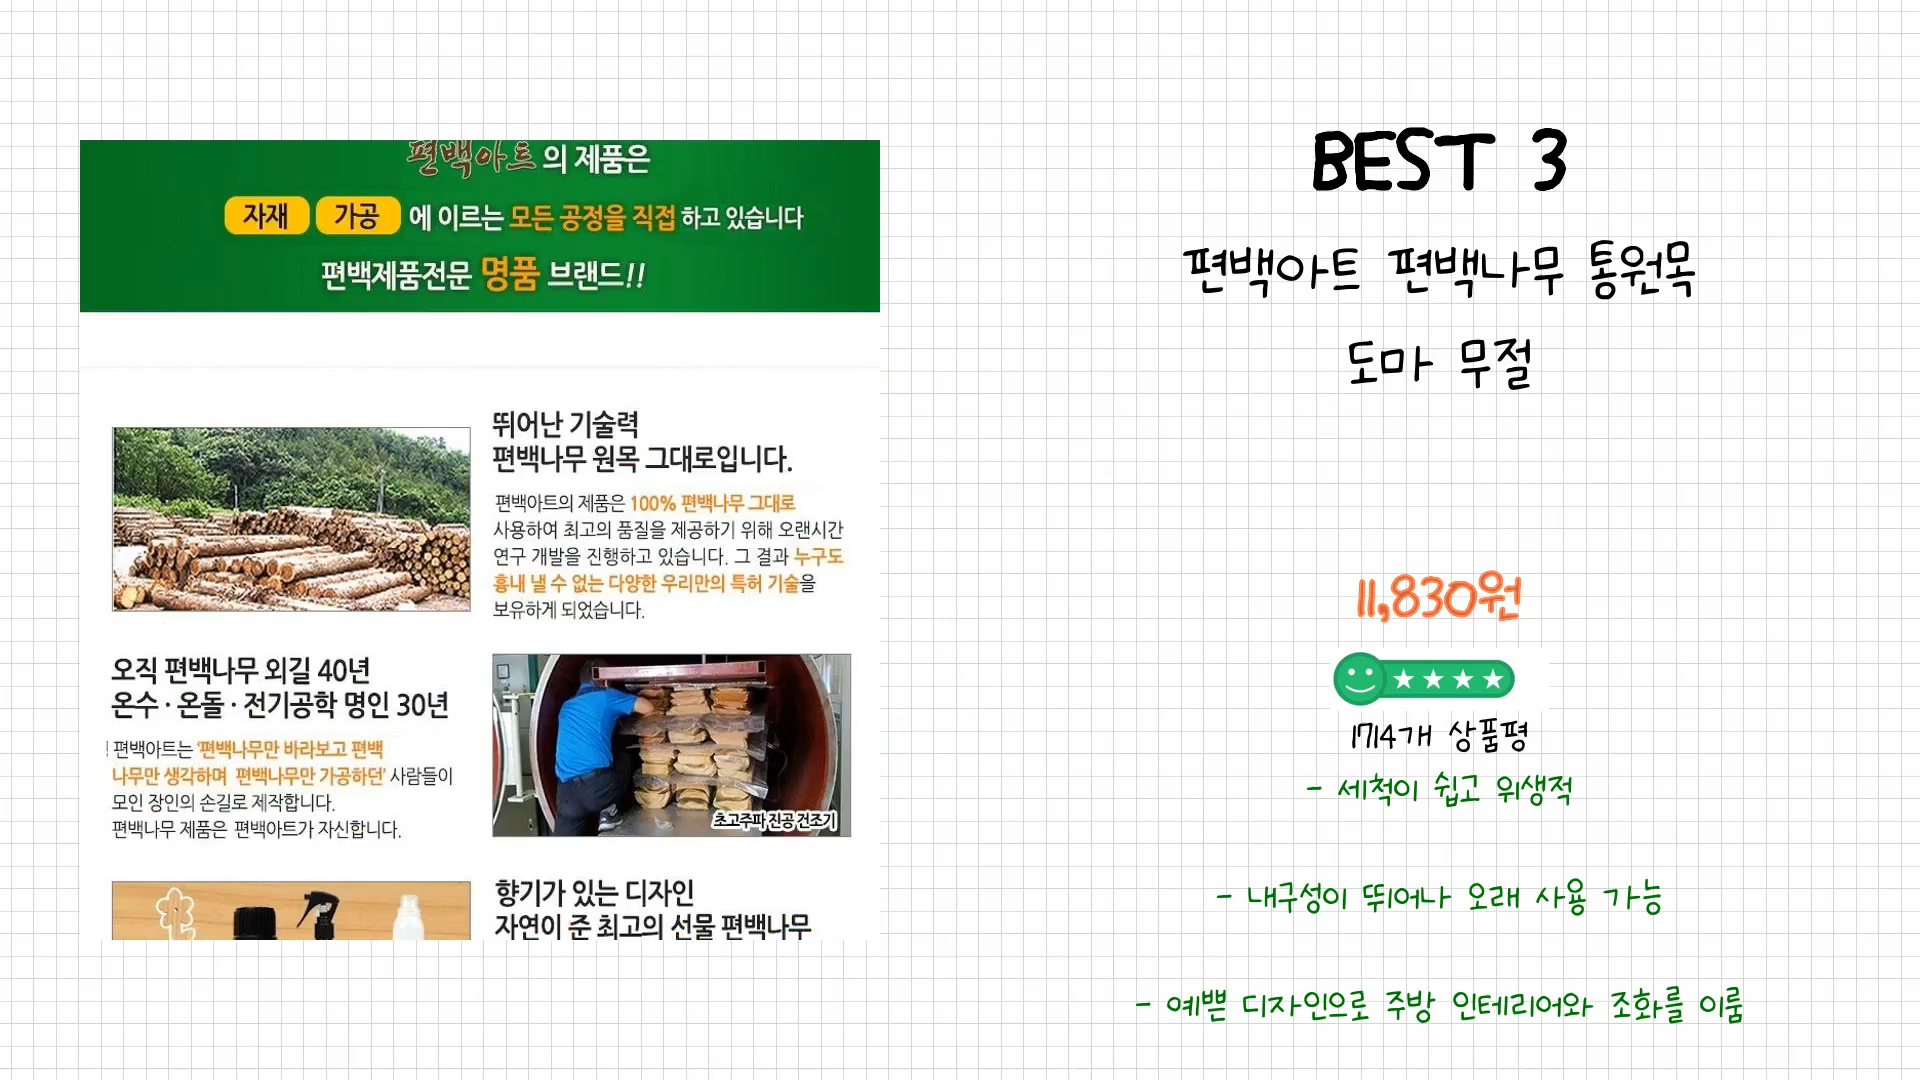 편백아트의 제품은
자재 가공 에 이르는 모든 공정을 직접 하고 있습니다
편백제품전문 명품 브랜드!!
뛰어난 기술력
편백나무 원목 그대로입니다.
편백아트의 제품은 100% 편백나무 그대로
사용하여 최고의 품질을 제공하기 위해 오랜시간
연구 개발을 진행하고 있습니다. 그 결과 누구도
흉내 낼 수 없는 다양한 우리만의 특허 기술을
보유하게 되었습니다.
오직 편백나무 외길 40년
온수 · 온돌 · 전기공학 명인 30년
! 편백아트는 '편백나무만 바라보고 편백
나무만 생각하며 편백나무만 가공하던' 사람들이
모인 장인의 손길로 제작합니다.
편백나무 제품은 편백아트가 자신합니다.
초고주파 진공 건조기
향기가 있는 디자인
자연이 준 최고의 선물 편백나무
BEST 3
편백아트 편백나무 통원목
도마 무절
11,830원
1714개 상품평
- 세척이 쉽고 위생적
- 내구성이 뛰어나 오래 사용 가능
- 예쁜 디자인으로 주방 인테리어와 조화를 이룸